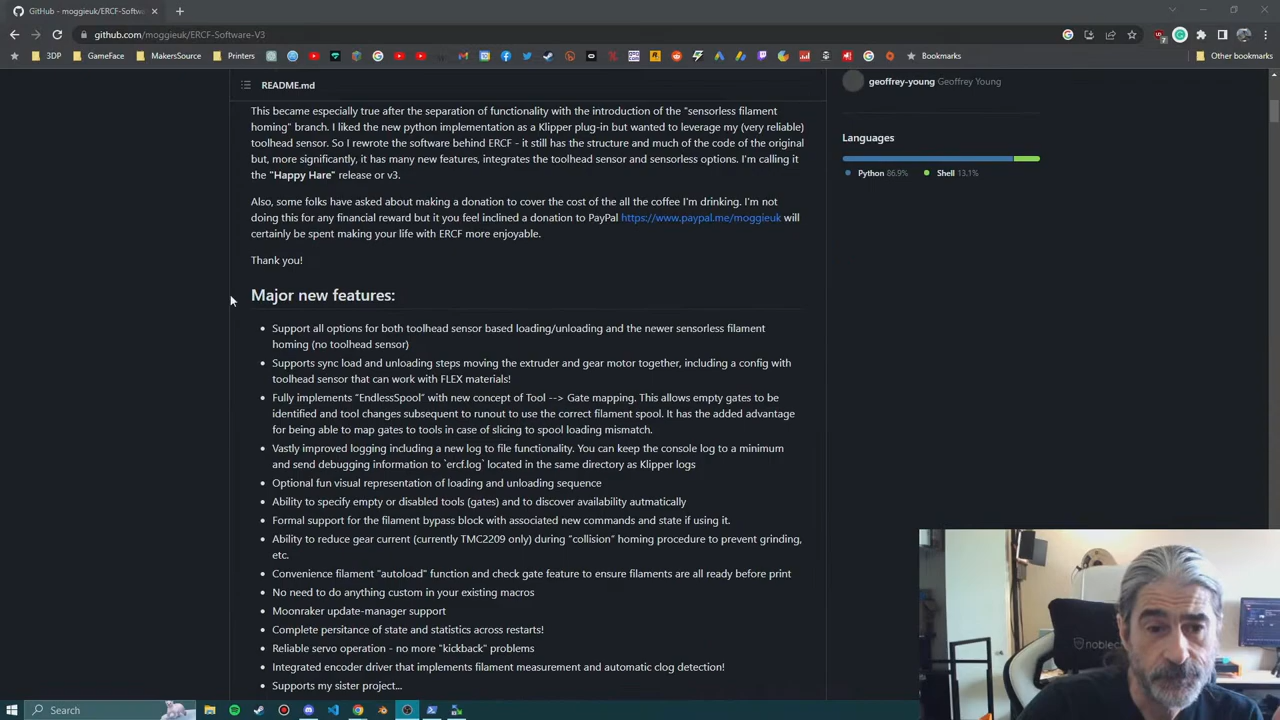 GitHub - moggieuk/ERCF-Softwa
github.com/moggieuk/ERCF-Software-V3
3DP
GameFace
MakersSource
Printers
Bookmarks
Other bookmarks
README.md
This became especially true after the separation of functionality with the introduction of the "sensorless filament
homing" branch. I liked the new python implementation as a Klipper plug-in but wanted to leverage my (very reliable)
toolhead sensor. So I rewrote the software behind ERCF - it still has the structure and much of the code of the original
but, more significantly, it has many new features, integrates the toolhead sensor and sensorless options. I'm calling it
the "Happy Hare" release or v3.
Also, some folks have asked about making a donation to cover the cost of the all the coffee I'm drinking. I'm not
doing this for any financial reward but it you feel inclined a donation to PayPal https://www.paypal.me/moggieuk will
certainly be spent making your life with ERCF more enjoyable.
Thank you!
Major new features:
Support all options for both toolhead sensor based loading/unloading and the newer sensorless filament
homing (no toolhead sensor)
Supports sync load and unloading steps moving the extruder and gear motor together, including a config with
toolhead sensor that can work with FLEX materials!
Fully implements “EndlessSpool” with new concept of Tool --> Gate mapping. This allows empty gates to be
identified and tool changes subsequent to runout to use the correct filament spool. It has the added advantage
for being able to map gates to tools in case of slicing to spool loading mismatch.
Vastly improved logging including a new log to file functionality. You can keep the console log to a minimum
and send debugging information to `ercf.log` located in the same directory as Klipper logs
Optional fun visual representation of loading and unloading sequence
Ability to specify empty or disabled tools (gates) and to discover availability autmatically
Formal support for the filament bypass block with associated new commands and state if using it.
Ability to reduce gear current (currently TMC2209 only) during “collision” homing procedure to prevent grinding,
etc.
Convenience filament "autoload" function and check gate feature to ensure filaments are all ready before print
No need to do anything custom in your existing macros
Moonraker update-manager support
Complete persitance of state and statistics across restarts!
Reliable servo operation - no more "kickback" problems
Integrated encoder driver that implements filament measurement and automatic clog detection!
Supports my sister project...
geoffrey-young Geoffrey Young
Languages
Python 86.9%
Shell 13.1%
Search